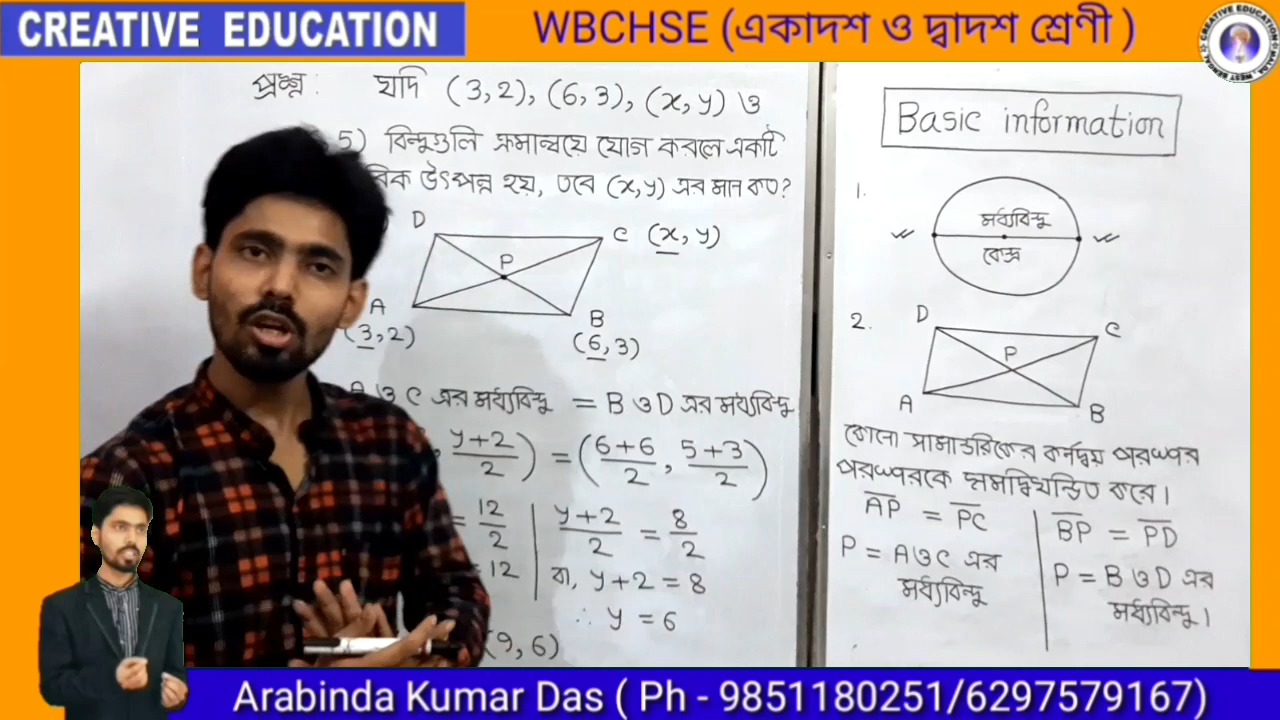 CREATIVE EDUCATION
WBCHSE (একাদশ ও দ্বাদশ শ্রেণী )
প্রশ্ন : যদি (3, 2), (6, 3), (x, y) ও
5) বিন্দুগুলি ক্রমান্বয়ে যোগ করলে একটি
রিক উৎপন্ন হয়, তবে (x, y) এর মান কত?
D
C (x, y)
P
A
(3, 2)
B
(6, 3)
ও C এর মধ্যবিন্দু = B ও D এর মধ্যবিন্দু
, y+2/2) = (6+6/2, 5+3/2)
= 12/2 | y+2/2 = 8/2
= 12 | বা, y+2 = 8
∴ y = 6
(9, 6)
Basic information
1.
মধ্যবিন্দু
কেন্দ্র
2.
D
C
P
A
B
কোনো সামান্তরিকের কর্নদ্বয় পরস্পর
পরস্পরকে সমদ্বিখন্ডিত করে।
AP = PC | BP = PD
P = A ও C এর মধ্যবিন্দু
P = B ও D এর মধ্যবিন্দু।
Arabinda Kumar Das ( Ph - 9851180251/6297579167)